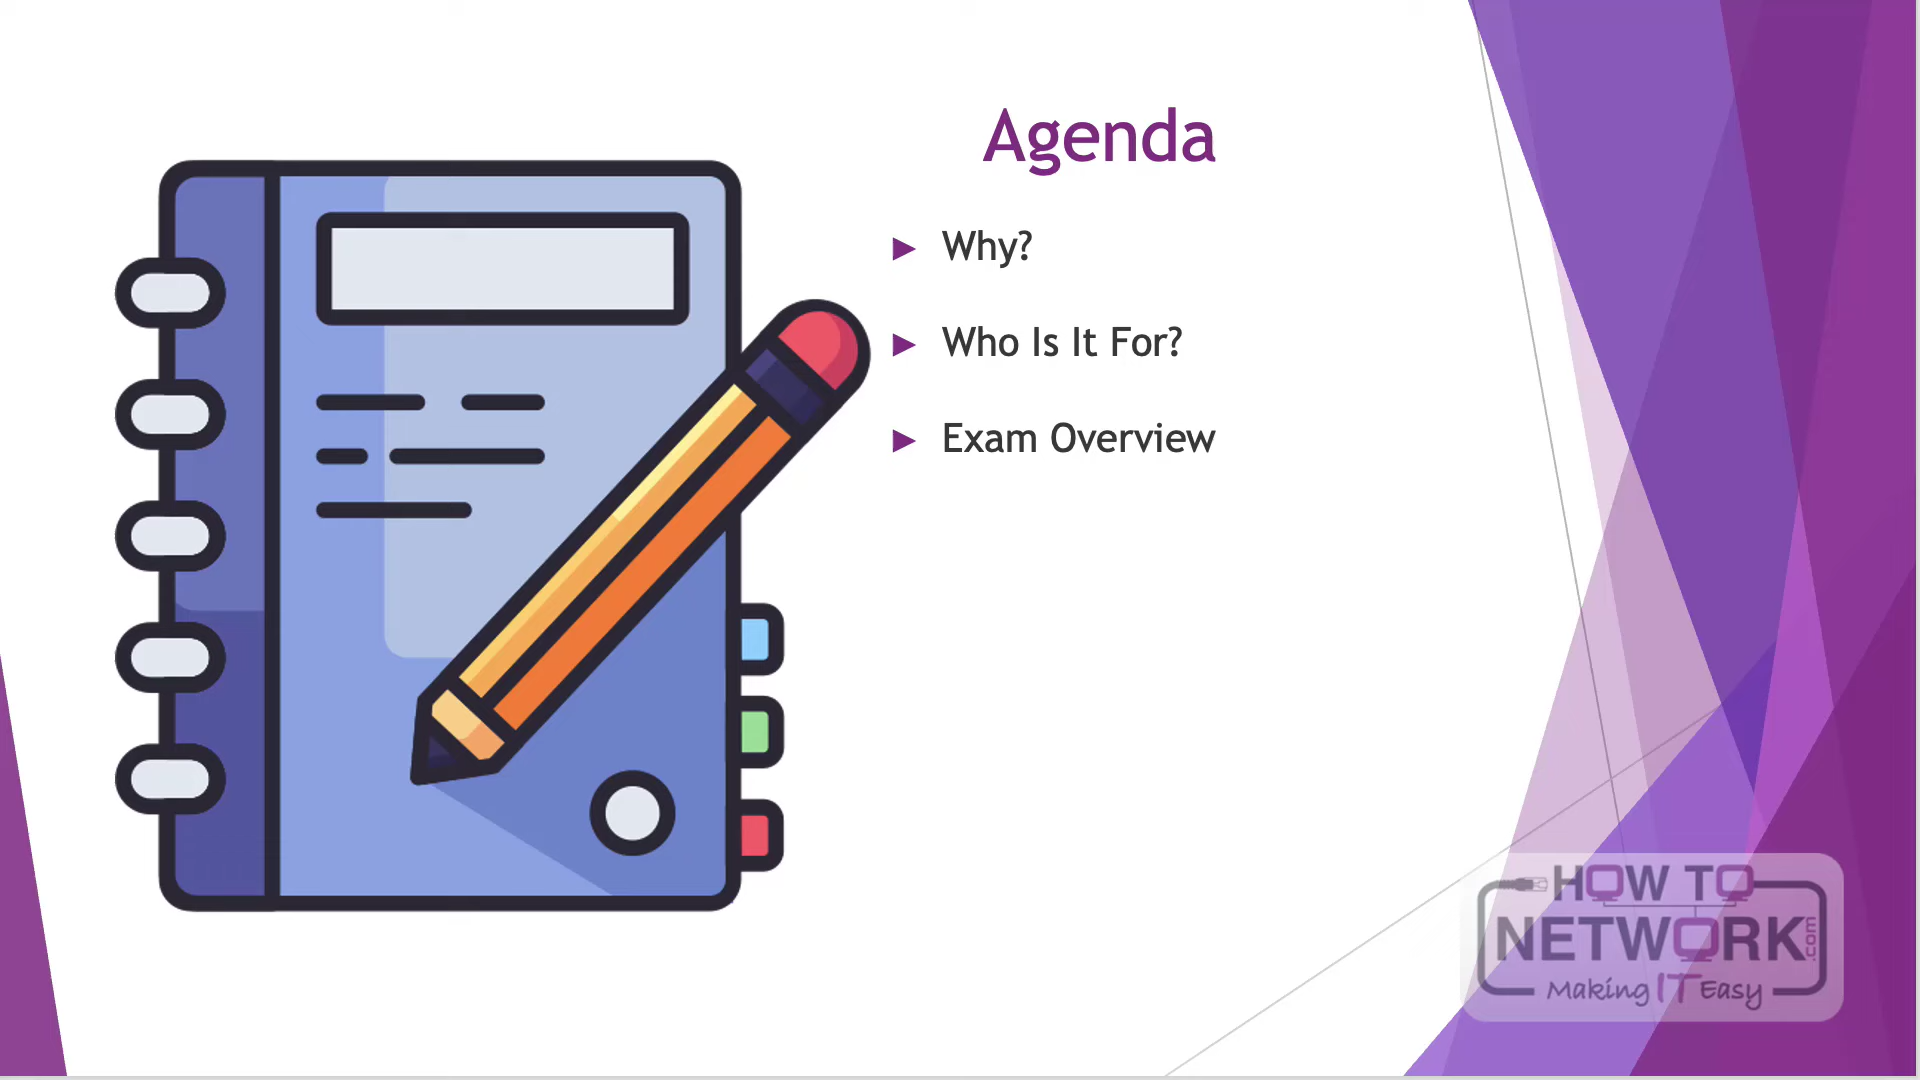 Agenda
Why?
Who Is It For?
Exam Overview
HOW TO
NETWORK.com
Making IT Easy